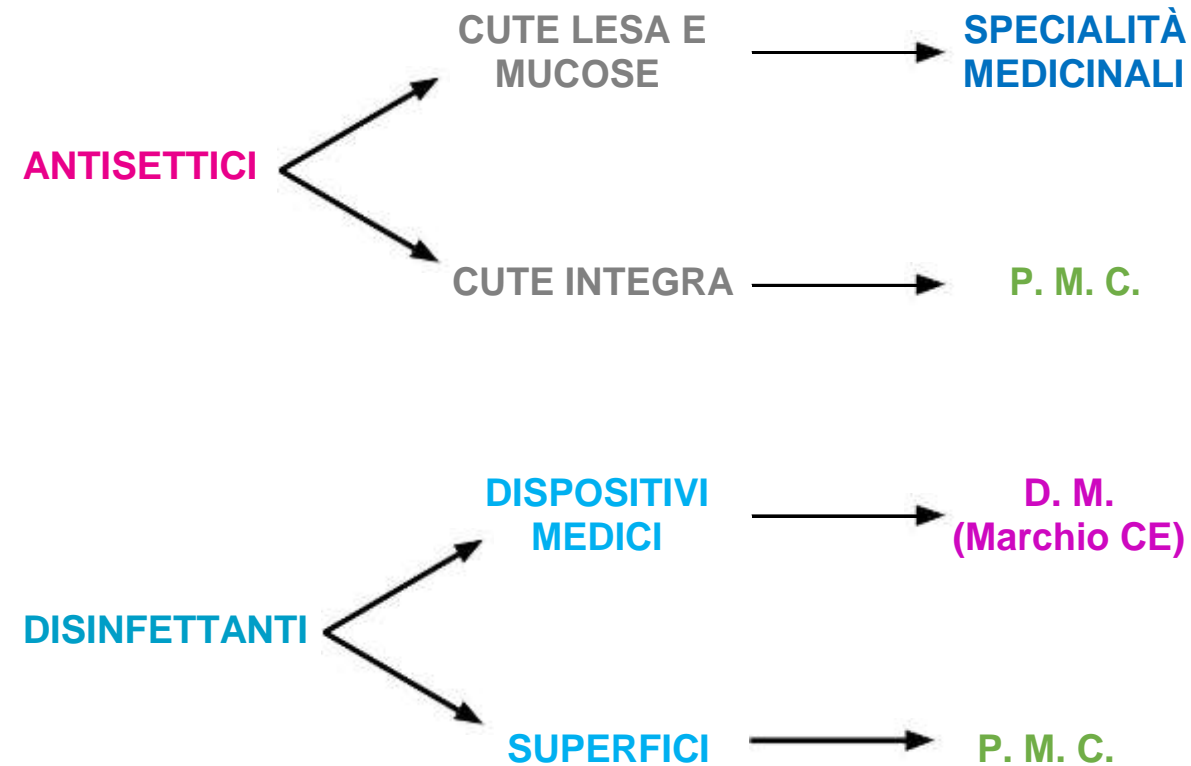 CUTE LESA E
MUCOSE
SPECIALITÀ
MEDICINALI
ANTISETTICI
CUTE INTEGRA
P. M. C.
DISPOSITIVI
MEDICI
D. M.
(Marchio CE)
DISINFETTANTI
SUPERFICI
P. M. C.